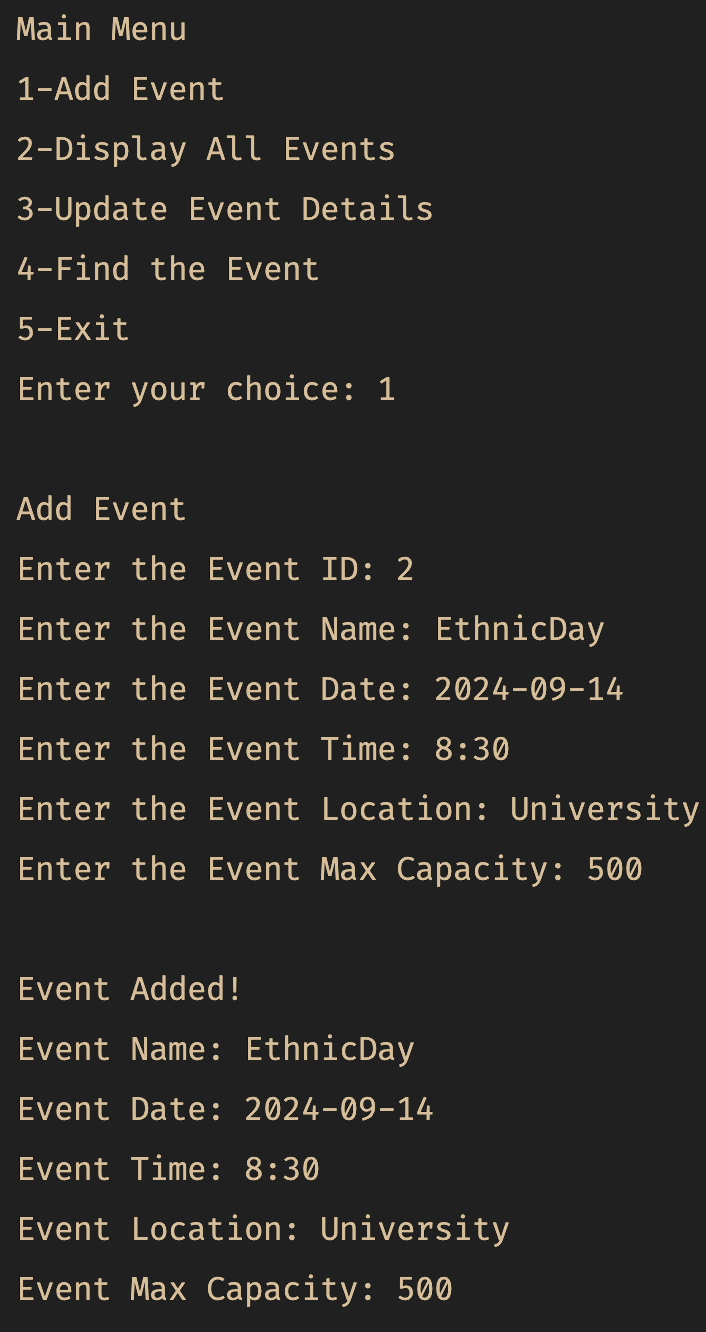 Main Menu
1-Add Event
2-Display All Events
3-Update Event Details
4-Find the Event
5-Exit
Enter your choice: 1
Add Event
Enter the Event ID: 2
Enter the Event Name: EthnicDay
Enter the Event Date: 2024-09-14
Enter the Event Time: 8:30
Enter the Event Location: University
Enter the Event Max Capacity: 500
Event Added!
Event Name: EthnicDay
Event Date: 2024-09-14
Event Time: 8:30
Event Location: University
Event Max Capacity: 500